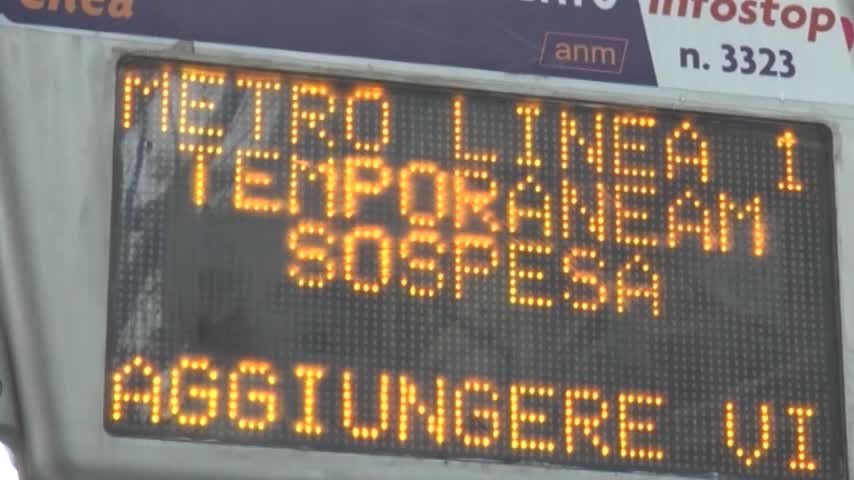 infostop
anm
n. 3323
METRO LINEA 1
TEMPORANEAM
SOSPESA
AGGIUNGERE VI